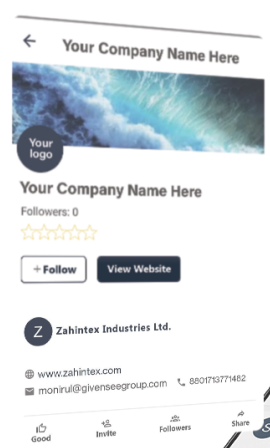 Your Company Name Here
Your
logo
Your Company Name Here
Followers: 0
+ Follow
View Website
Z
Zahintex Industries Ltd.
www.zahintex.com
monirul@givenseegroup.com
8801713771482
Good
Invite
Followers
Share